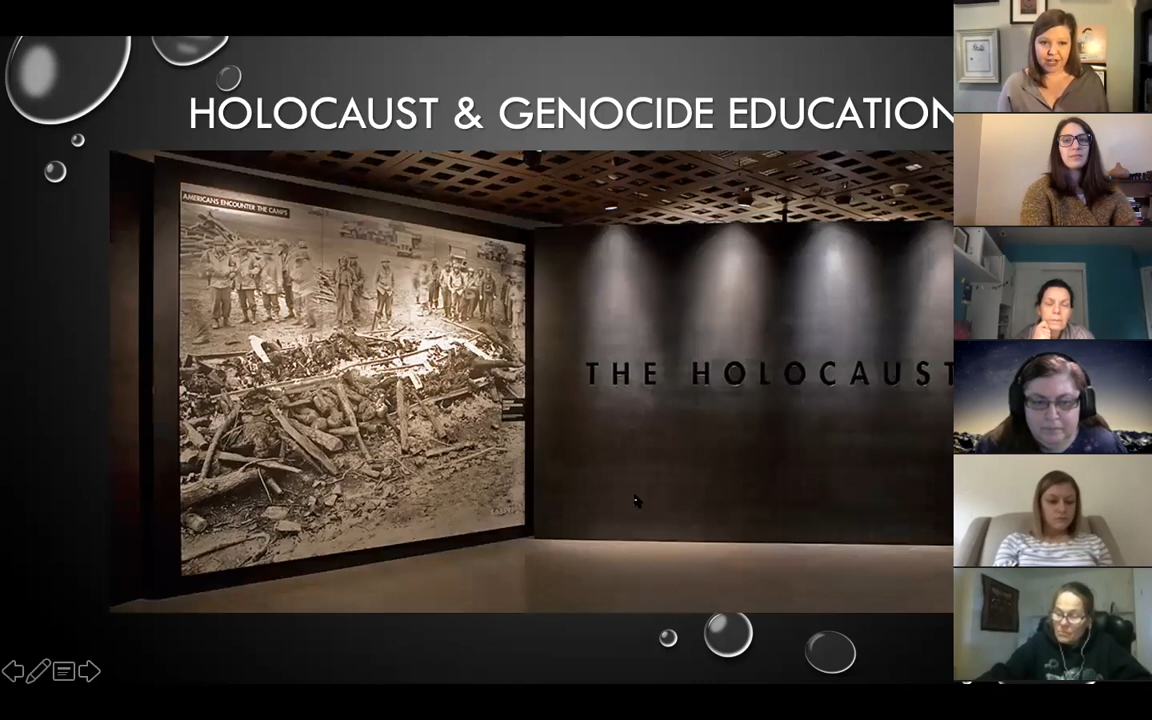 HOLOCAUST & GENOCIDE EDUCATION
AMERICANS ENCOUNTER THE CAMPS
THE HOLOCAUST